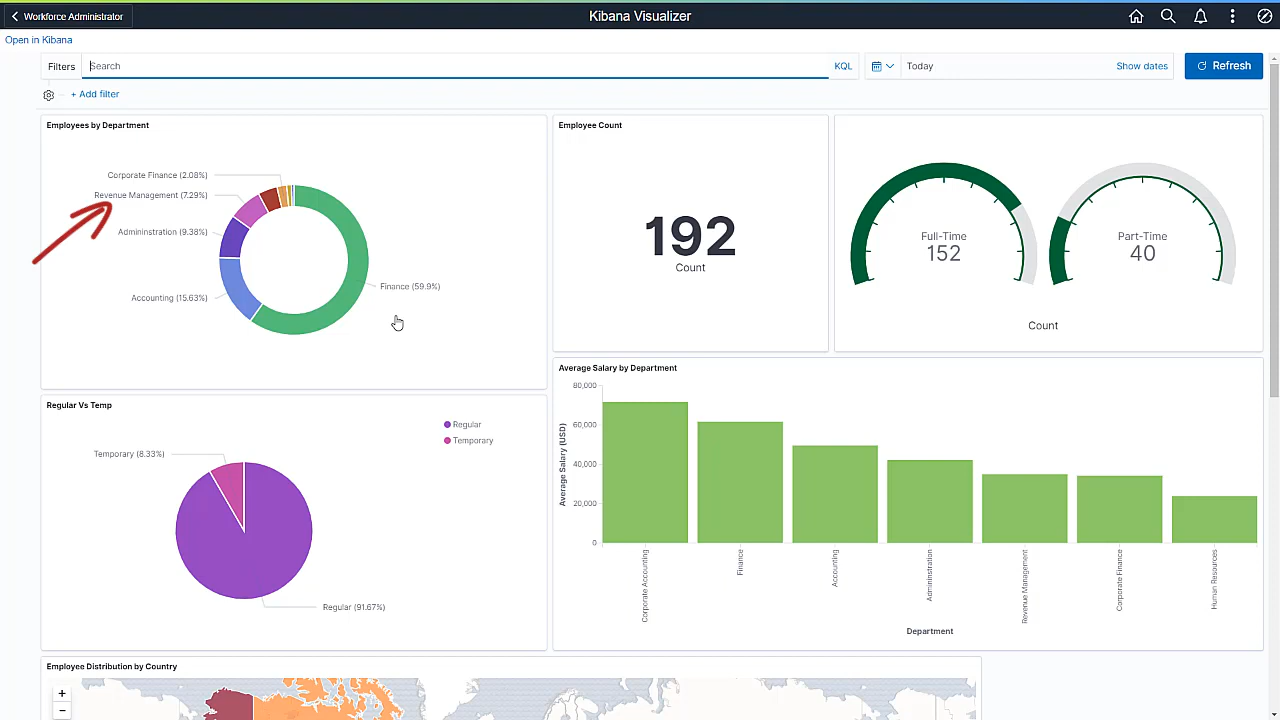 Workforce Administrator
Kibana Visualizer
Open in Kibana
Filters
Search
KQL
Today
Show dates
Refresh
+ Add filter
Employees by Department
Corporate Finance (2.08%)
Revenue Management (7.29%)
Admininstration (9.38%)
Accounting (15.63%)
Finance (59.9%)
Employee Count
192
Count
Full-Time
152
Part-Time
40
Count
Regular Vs Temp
Regular
Temporary
Temporary (8.33%)
Regular (91.67%)
Average Salary by Department
Average Salary (USD)
80,000
60,000
40,000
20,000
0
Corporate Accounting
Finance
Accounting
Admininstration
Revenue Management
Corporate Finance
Human Resources
Department
Employee Distribution by Country
+
−